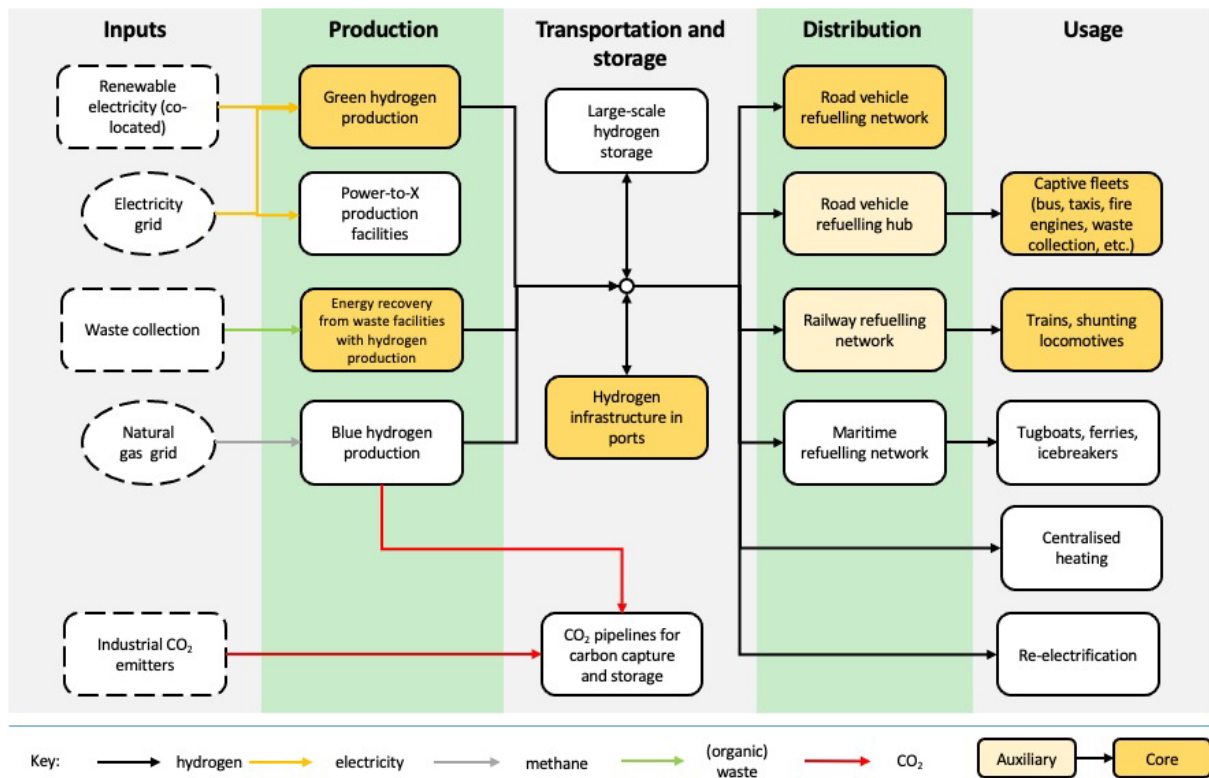 Inputs
Production
Transportation and
storage
Distribution
Usage
Renewable
electricity (co-
located)
Green hydrogen
production
Large-scale
hydrogen
storage
Road vehicle
refuelling network
Electricity
grid
Power-to-X
production
facilities
Road vehicle
refuelling hub
Captive fleets
(bus, taxis, fire
engines, waste
collection, etc.)
Waste collection
Energy recovery
from waste facilities
with hydrogen
production
Railway refuelling
network
Trains, shunting
locomotives
Natural
gas grid
Blue hydrogen
production
Hydrogen
infrastructure in
ports
Maritime
refuelling network
Tugboats, ferries,
icebreakers
Centralised
heating
Industrial CO₂
emitters
CO₂ pipelines for
carbon capture
and storage
Re-electrification
Key:
hydrogen
electricity
methane
(organic)
waste
CO₂
Auxiliary
Core